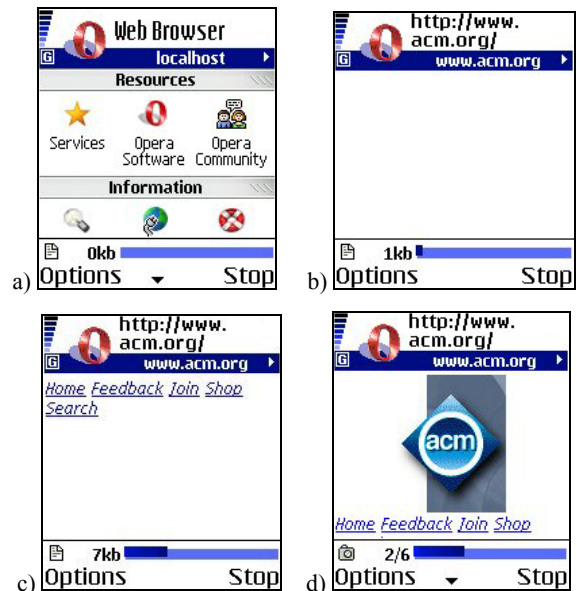 Web Browser
G
localhost
Resources
Services
Opera Software
Opera Community
Information
0kb
Options
Stop
a)
http://www.
acm.org/
G
www.acm.org
1kb
Options
Stop
b)
http://www.
acm.org/
G
www.acm.org
Home Feedback Join Shop
Search
7kb
Options
Stop
c)
http://www.
acm.org/
G
www.acm.org
acm
Home Feedback Join Shop
2/6
Options
Stop
d)